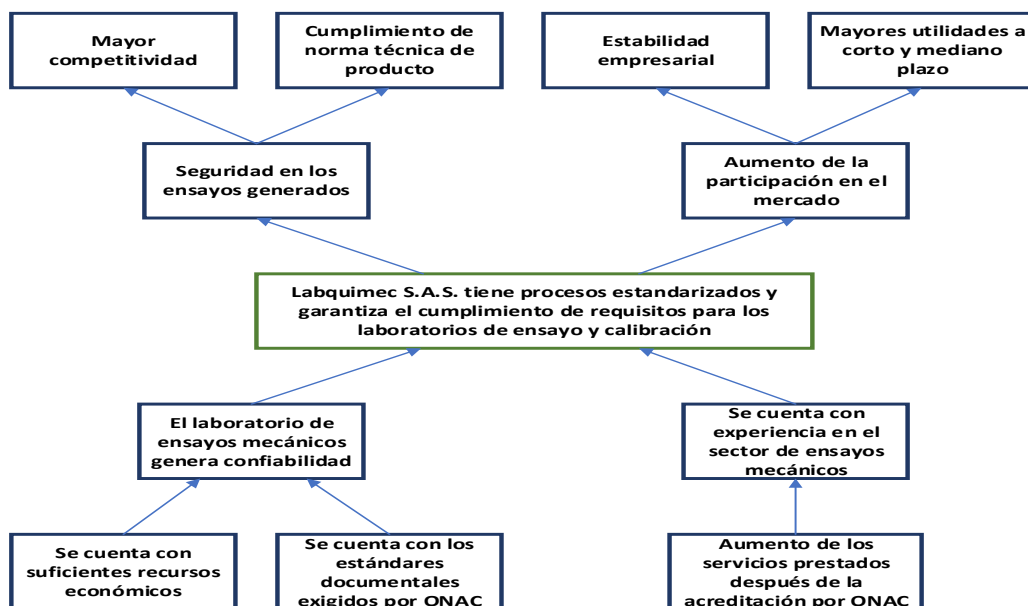 Mayor
competitividad
Cumplimiento de
norma técnica de
producto
Estabilidad
empresarial
Mayores utilidades a
corto y mediano
plazo
Seguridad en los
ensayos generados
Aumento de la
participación en el
mercado
Labquimec S.A.S. tiene procesos estandarizados y
garantiza el cumplimiento de requisitos para los
laboratorios de ensayo y calibración
El laboratorio de
ensayos mecánicos
genera confiabilidad
Se cuenta con
experiencia en el
sector de ensayos
mecánicos
Se cuenta con
suficientes recursos
económicos
Se cuenta con los
estándares
documentales
exigidos por ONAC
Aumento de los
servicios prestados
después de la
acreditación por ONAC